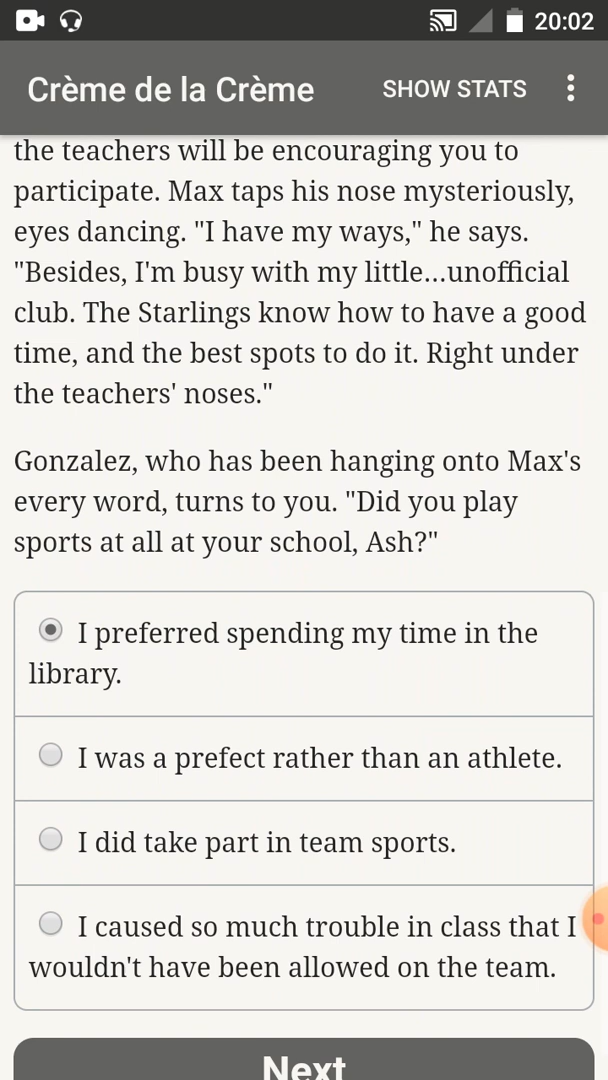 20:02
Crème de la Crème
SHOW STATS
the teachers will be encouraging you to
participate. Max taps his nose mysteriously,
eyes dancing. "I have my ways," he says.
"Besides, I'm busy with my little...unofficial
club. The Starlings know how to have a good
time, and the best spots to do it. Right under
the teachers' noses."
Gonzalez, who has been hanging onto Max's
every word, turns to you. "Did you play
sports at all at your school, Ash?"
I preferred spending my time in the
library.
I was a prefect rather than an athlete.
I did take part in team sports.
I caused so much trouble in class that I
wouldn't have been allowed on the team.
Next